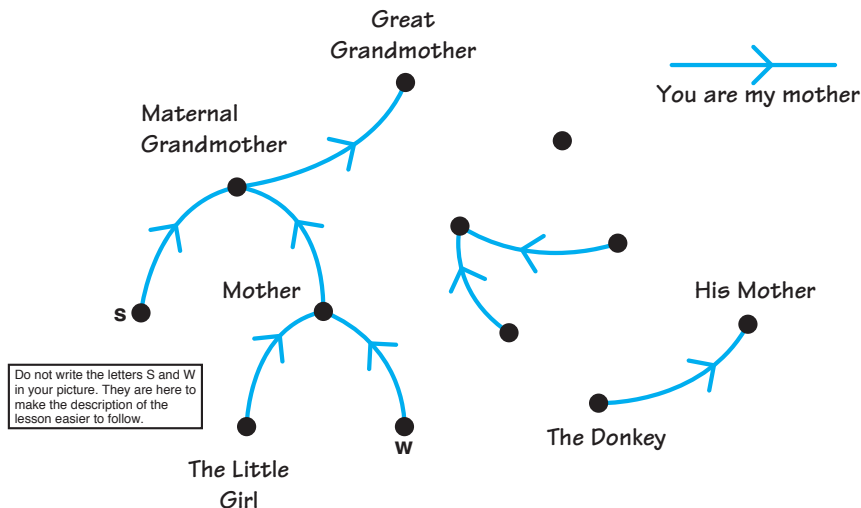 Great
Grandmother
You are my mother
Maternal
Grandmother
Mother
His Mother
S
Do not write the letters S and W
in your picture. They are here to
make the description of the
lesson easier to follow.
The Donkey
W
The Little
Girl